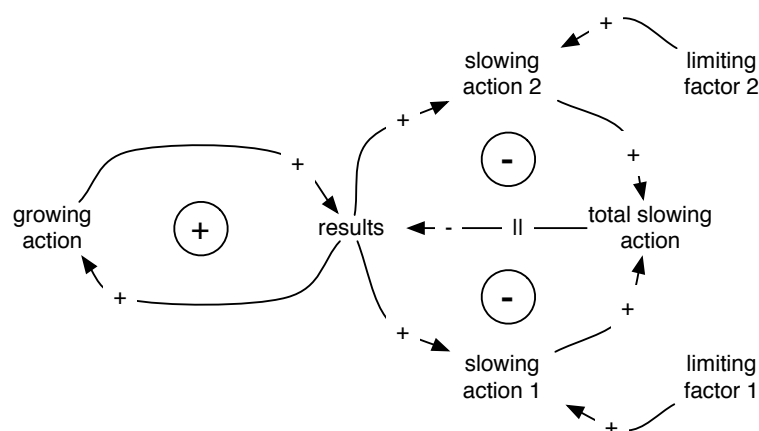 +
slowing
action 2
limiting
factor 2
+
+
-
+
growing
action
+
results
- ||
total slowing
action
+
-
+
+
slowing
action 1
limiting
factor 1
+